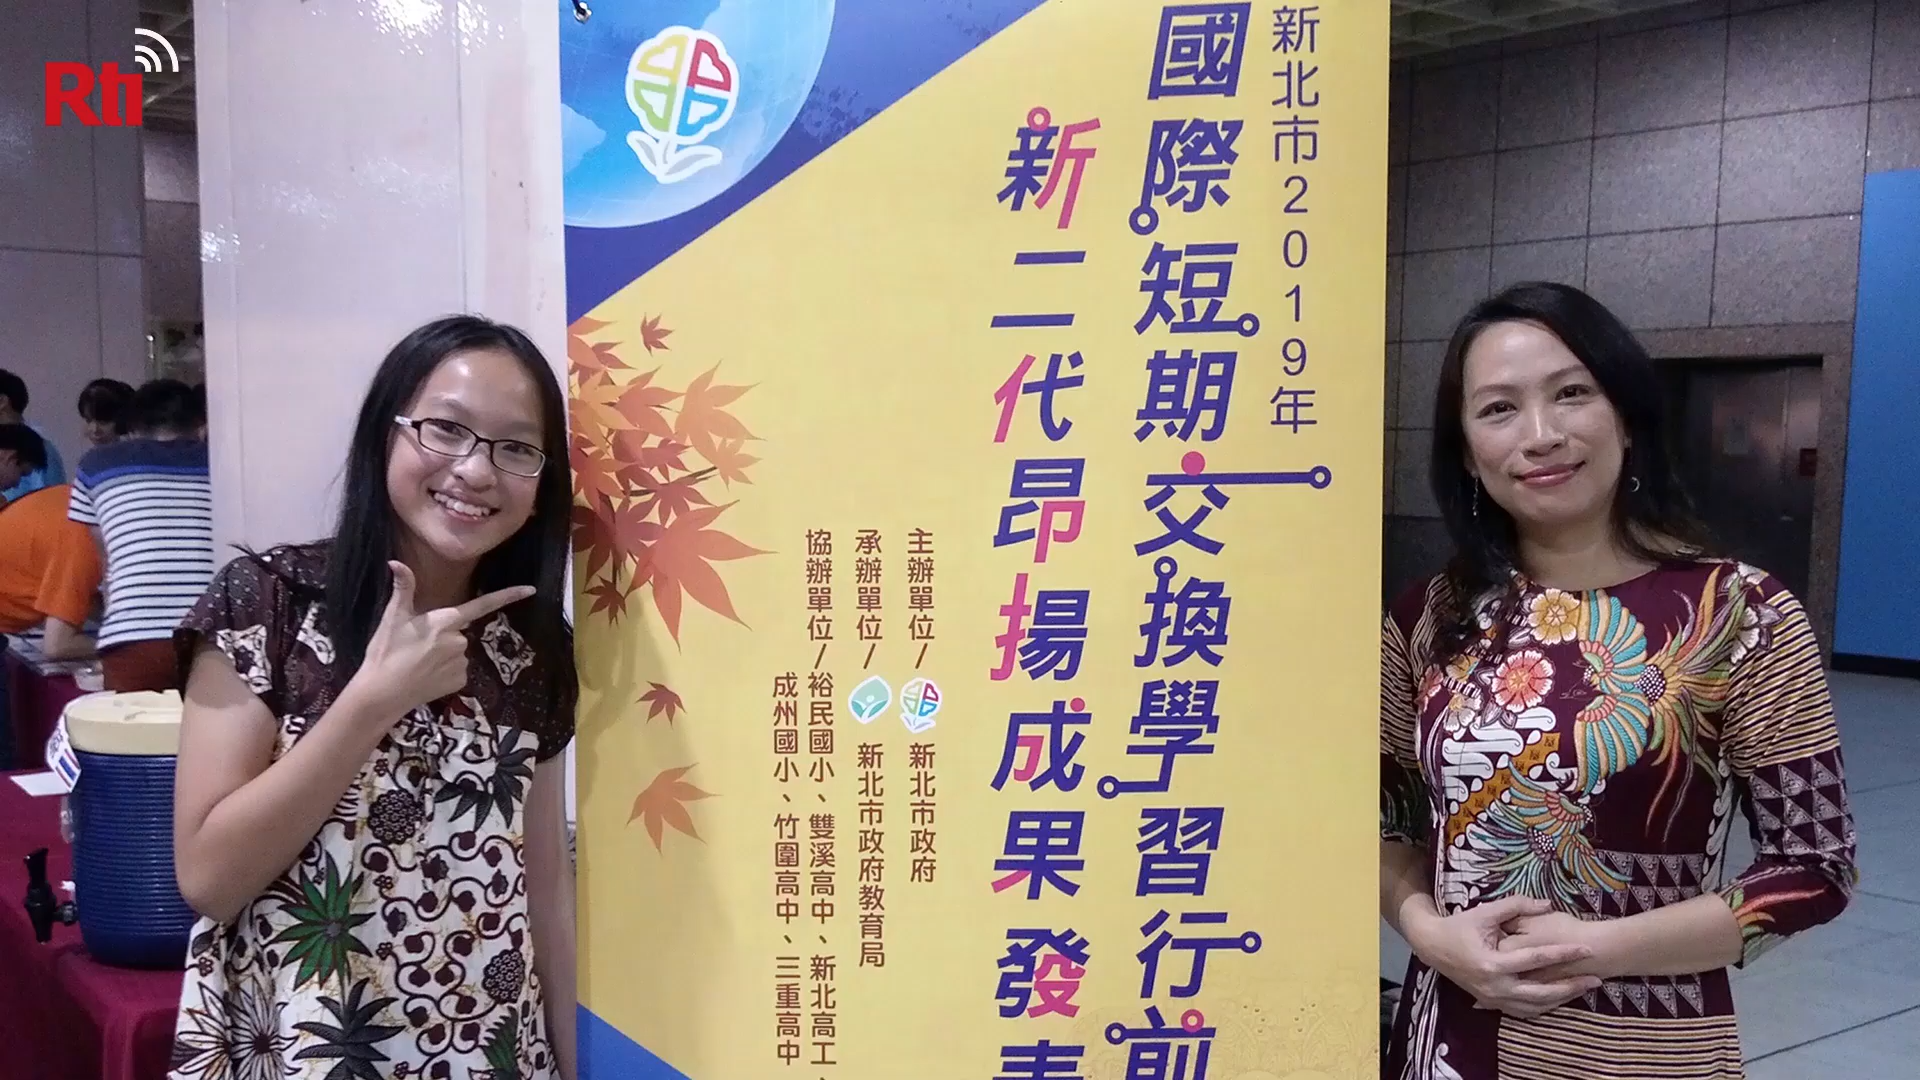 Rti
新北市2019年
國際短期交換學習行前
新二代昂揚成果發表
主辦單位/ 新北市政府
承辦單位/ 新北市政府教育局
協辦單位/裕民國小、雙溪高中、新北高工、
成州國小、竹圍高中、三重高中